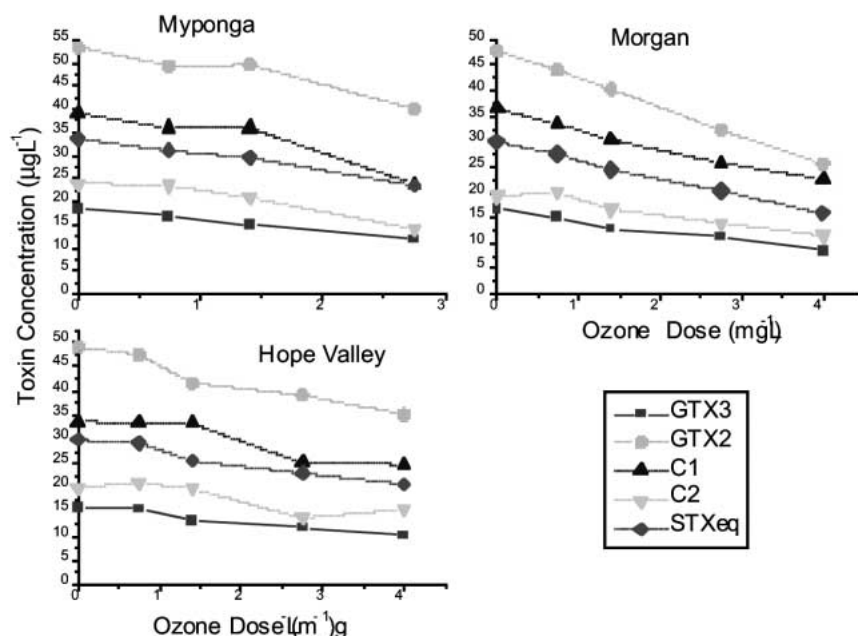 Myponga
55
50
45
40
35
30
25
20
15
10
5
0
0 1 2 3
Morgan
50
45
40
35
30
25
20
15
10
5
0
0 1 2 3 4
Ozone Dose (mgL⁻¹)
Toxin Concentration (µgL⁻¹)
Hope Valley
50
45
40
35
30
25
20
15
10
5
0
0 1 2 3 4
Ozone Dose⁻L(m⁻¹)g
GTX3
GTX2
C1
C2
STXeq